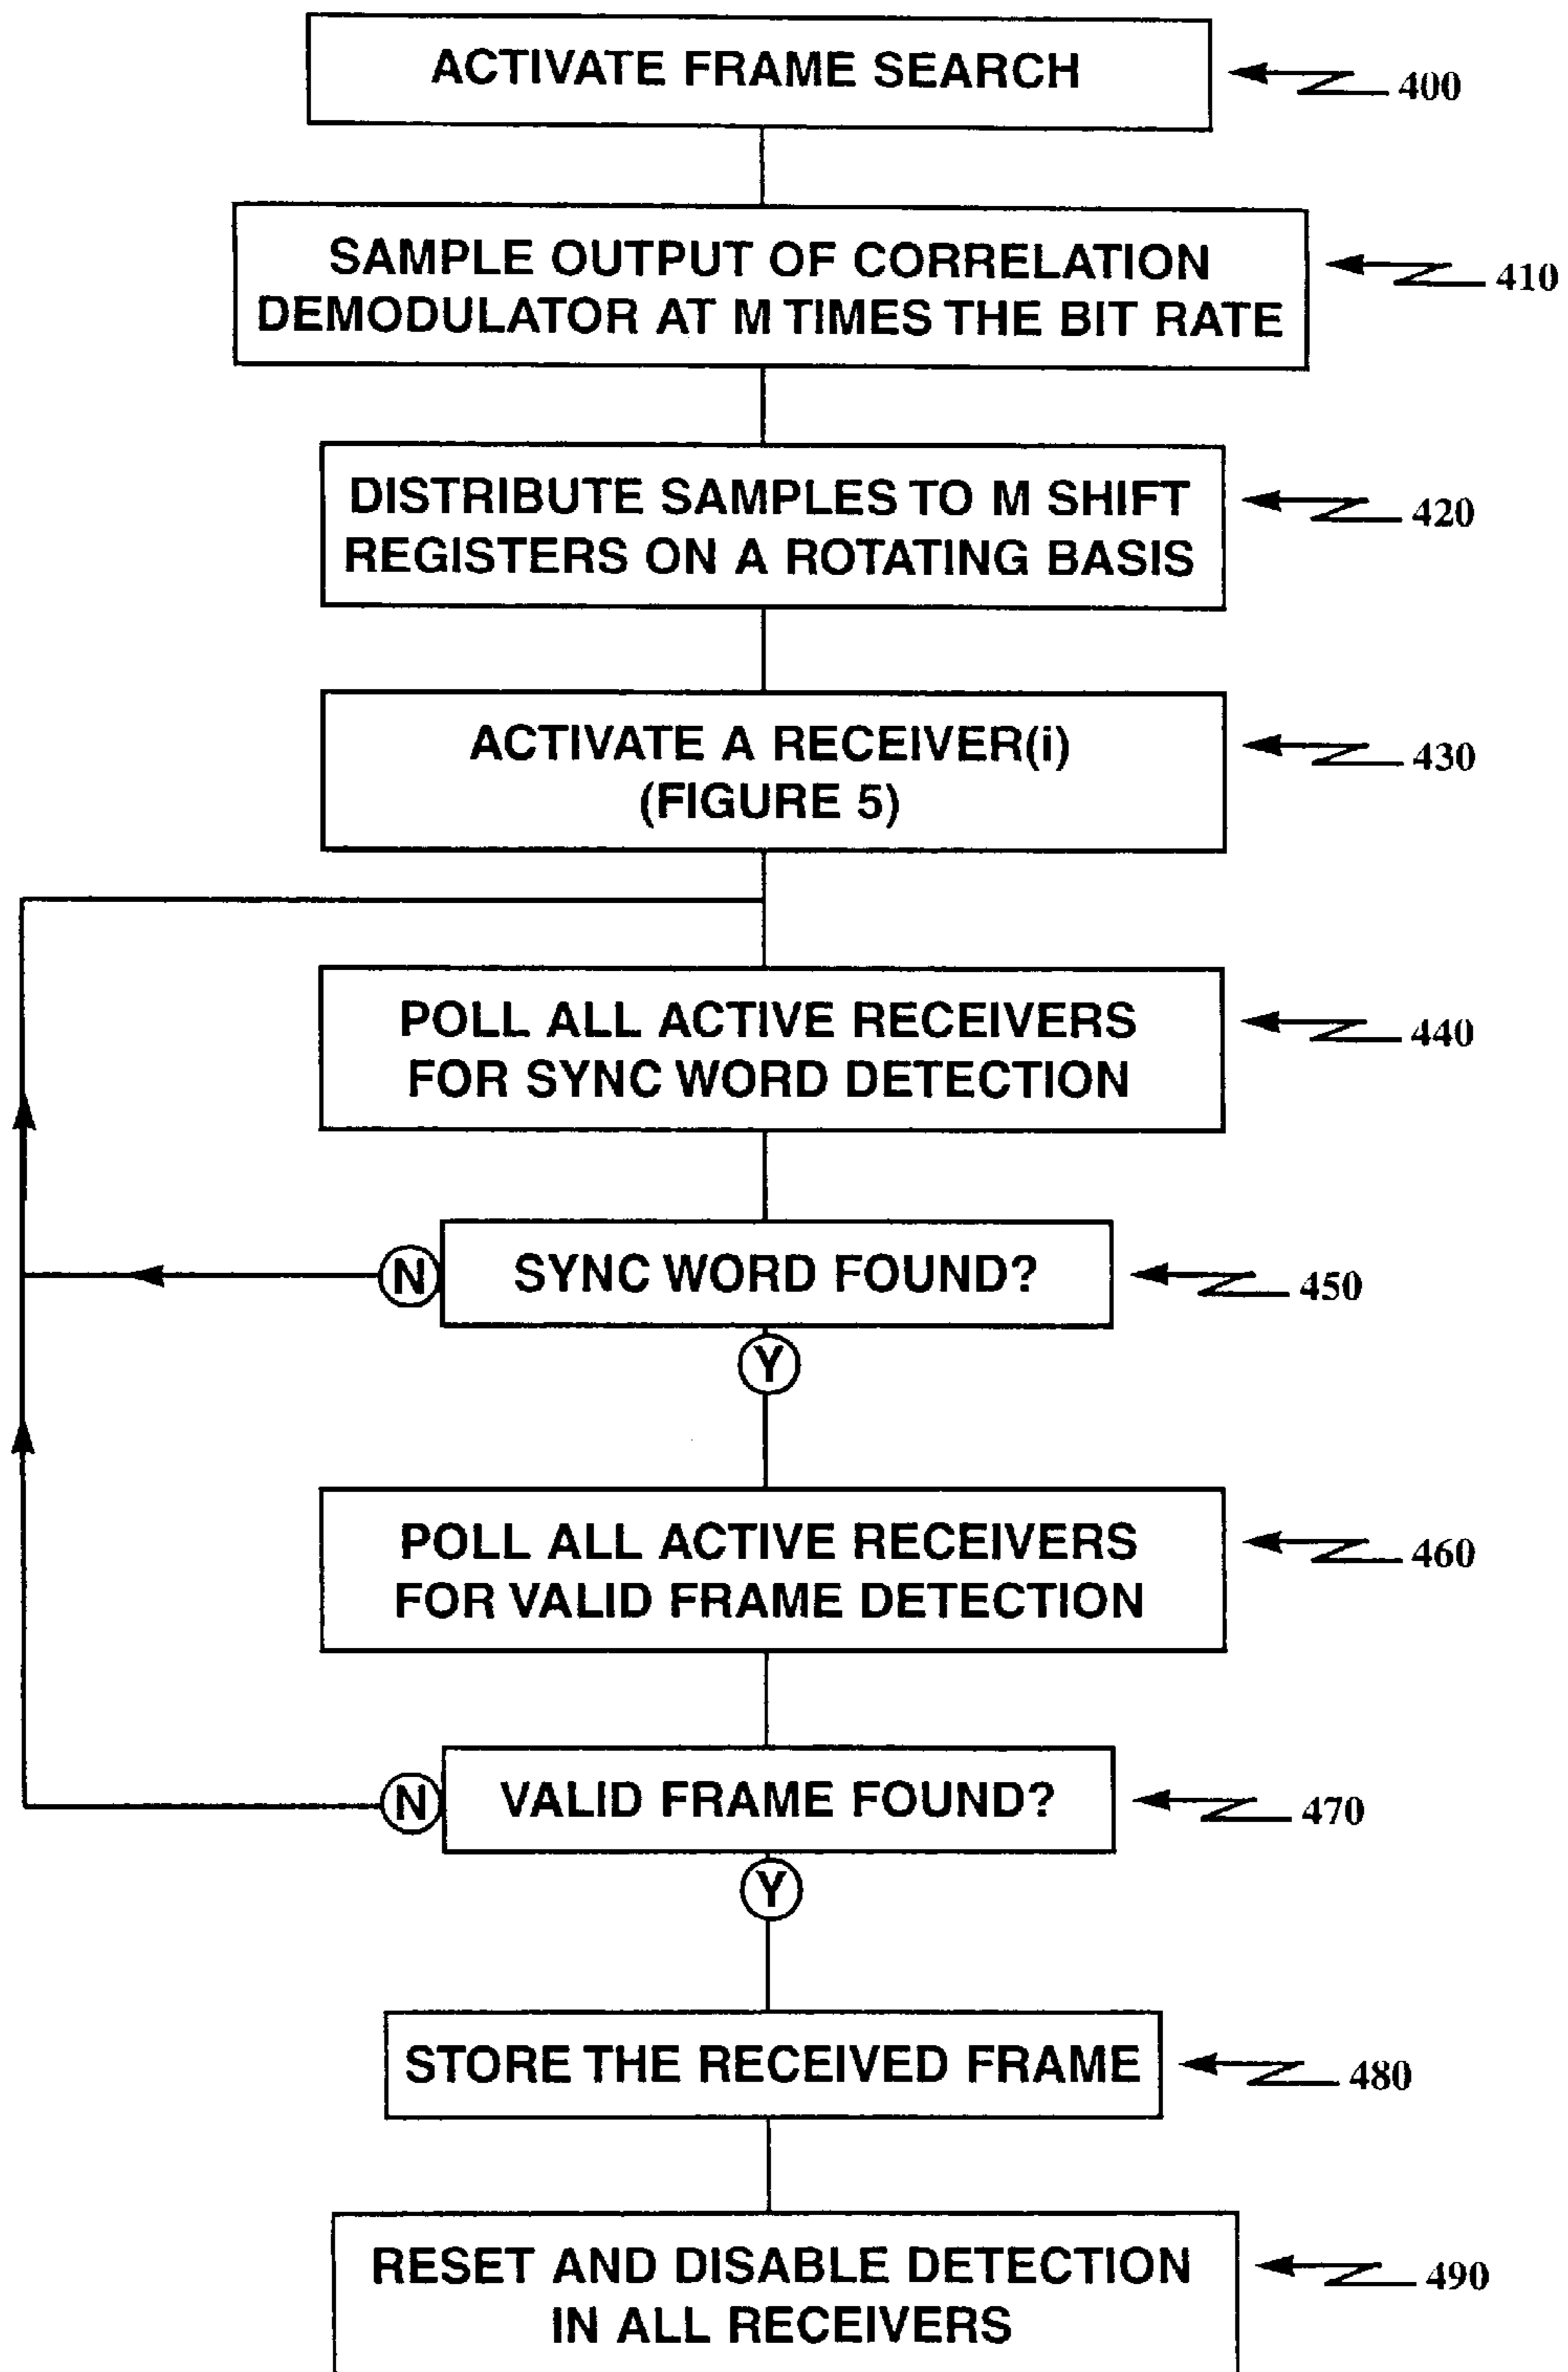 ACTIVATE FRAME SEARCH
400
SAMPLE OUTPUT OF CORRELATION
DEMODULATOR AT M TIMES THE BIT RATE
410
DISTRIBUTE SAMPLES TO M SHIFT
REGISTERS ON A ROTATING BASIS
420
ACTIVATE A RECEIVER(i)
(FIGURE 5)
430
POLL ALL ACTIVE RECEIVERS
FOR SYNC WORD DETECTION
440
N
SYNC WORD FOUND?
450
Y
POLL ALL ACTIVE RECEIVERS
FOR VALID FRAME DETECTION
460
N
VALID FRAME FOUND?
470
Y
STORE THE RECEIVED FRAME
480
RESET AND DISABLE DETECTION
IN ALL RECEIVERS
490